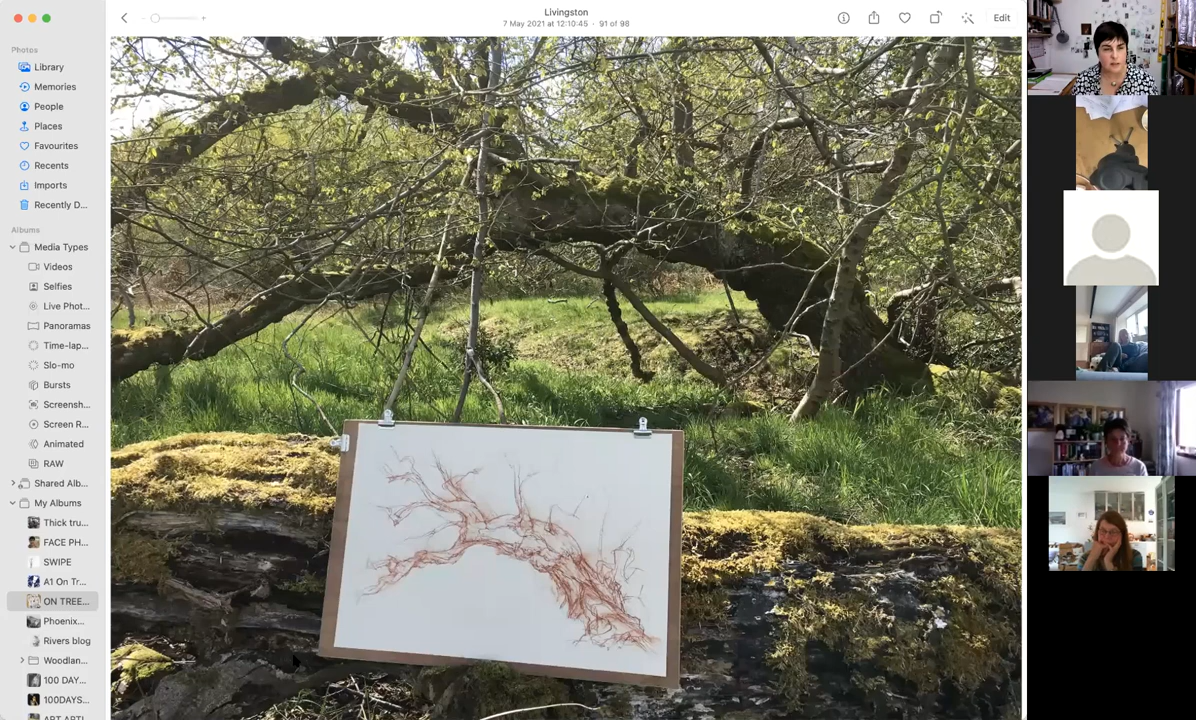 Livingston
7 May 2021 at 12:10:45 · 91 of 98
Edit
Photos
Library
Memories
People
Places
Favourites
Recents
Imports
Recently D...
Albums
Media Types
Videos
Selfies
Live Phot...
Panoramas
Time-lap...
Slo-mo
Bursts
Screensh...
Screen R...
Animated
RAW
Shared Alb...
My Albums
Thick tru...
FACE PH...
SWIPE
A1 On Tr...
ON TREE...
Phoenix...
Rivers blog
Woodlan...
100 DAY...
100DAYS...